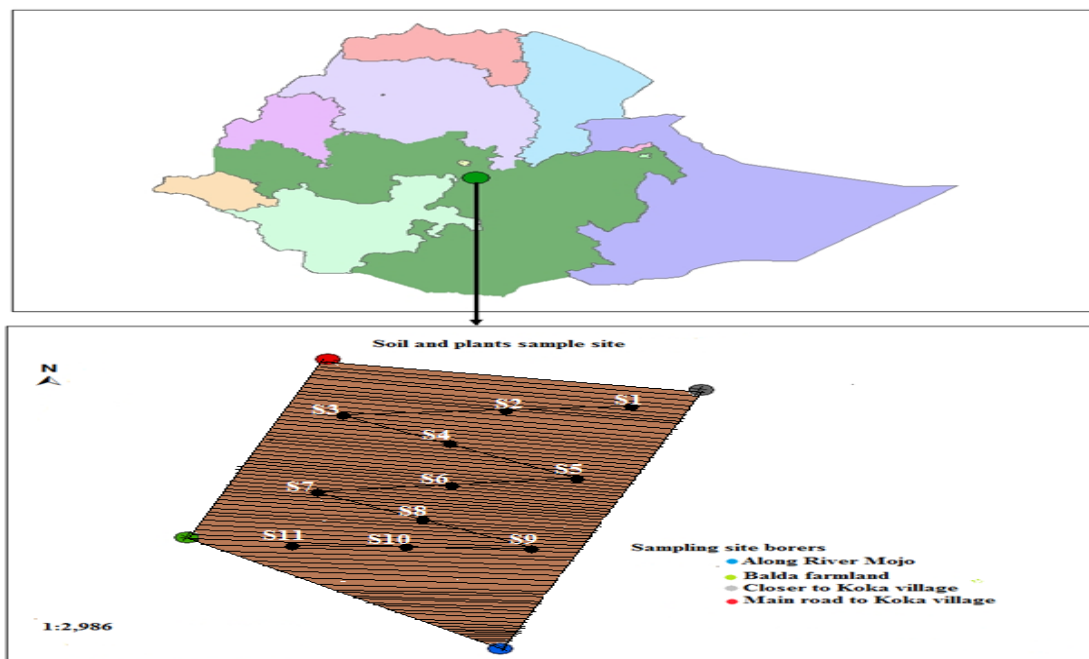 Soil and plants sample site
N
S3
S2
S1
S4
S5
S6
S7
S8
S11
S10
S9
Sampling site borers
Along River Mojo
Balda farmland
Closer to Koka village
Main road to Koka village
1:2,986